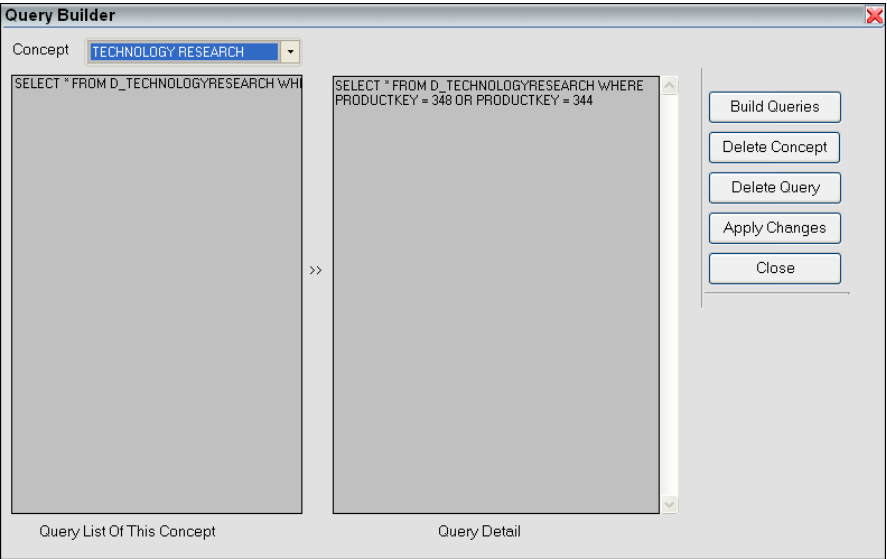 Query Builder
Concept TECHNOLOGY RESEARCH
SELECT * FROM D_TECHNOLOGYRESEARCH WHE
SELECT * FROM D_TECHNOLOGYRESEARCH WHERE
PRODUCTKEY = 348 OR PRODUCTKEY = 344
>>
Build Queries
Delete Concept
Delete Query
Apply Changes
Close
Query List Of This Concept
Query Detail